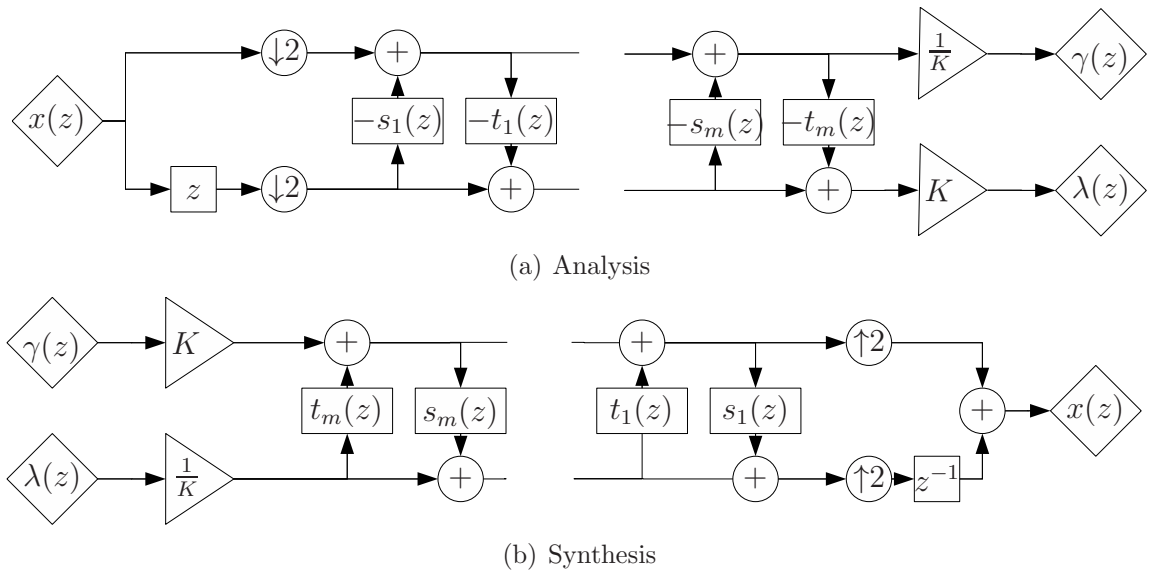 x(z) ↓2 + −s₁(z) −t₁(z) + −sₘ(z) −tₘ(z) 1/K γ(z)
z ↓2 + + K λ(z)
(a) Analysis
γ(z) K + tₘ(z) sₘ(z) + t₁(z) s₁(z) ↑2 + x(z)
λ(z) 1/K + + ↑2 z⁻¹
(b) Synthesis